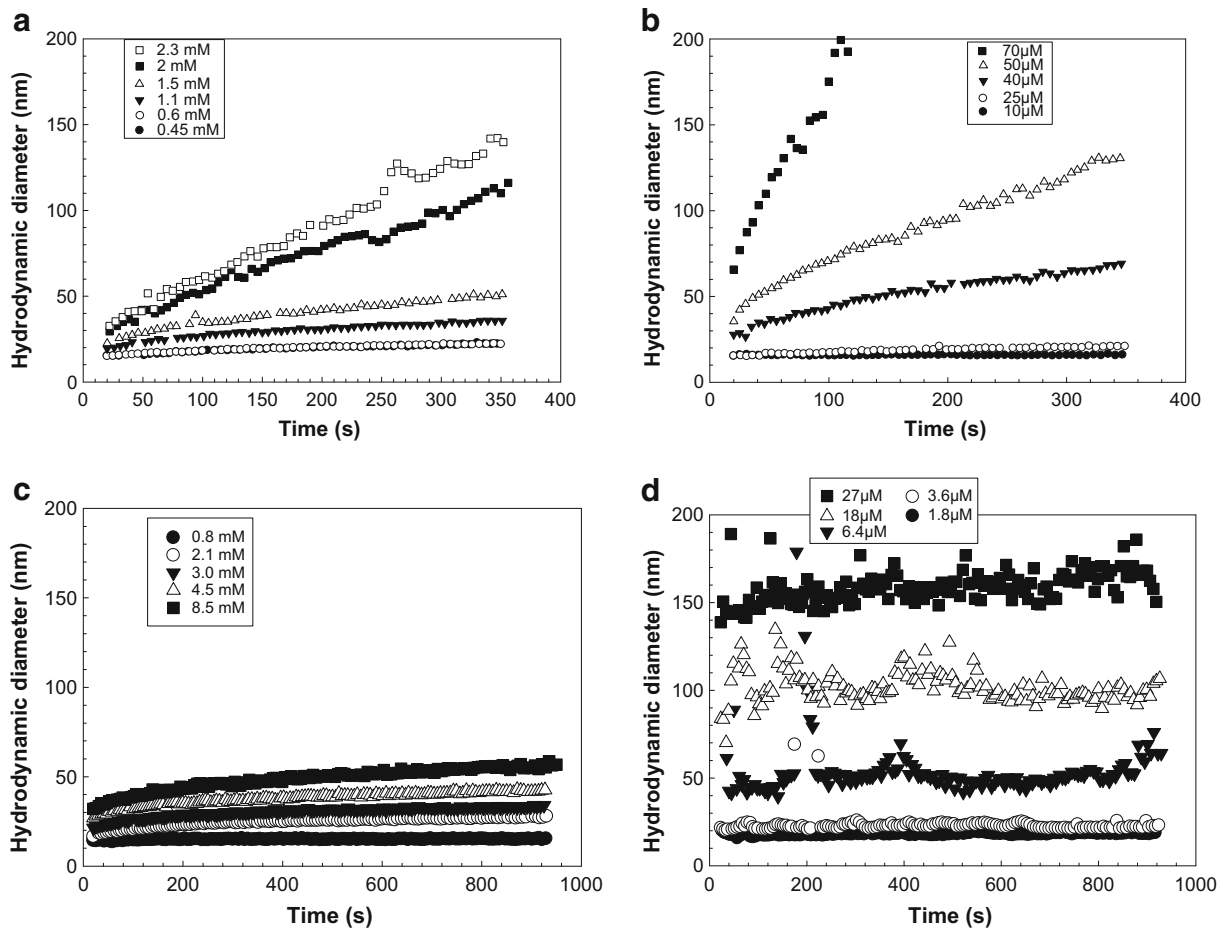 a
200
150
100
50
0
Hydrodynamic diameter (nm)
2.3 mM
2 mM
1.5 mM
1.1 mM
0.6 mM
0.45 mM
0 50 100 150 200 250 300 350 400
Time (s)
b
200
150
100
50
0
Hydrodynamic diameter (nm)
70µM
50µM
40µM
25µM
10µM
0 100 200 300 400
Time (s)
c
200
150
100
50
0
Hydrodynamic diameter (nm)
0.8 mM
2.1 mM
3.0 mM
4.5 mM
8.5 mM
0 200 400 600 800 1000
Time (s)
d
27µM 3.6µM
18µM 1.8µM
6.4µM
200
150
100
50
0
Hydrodynamic diameter (nm)
0 200 400 600 800 1000
Time (s)